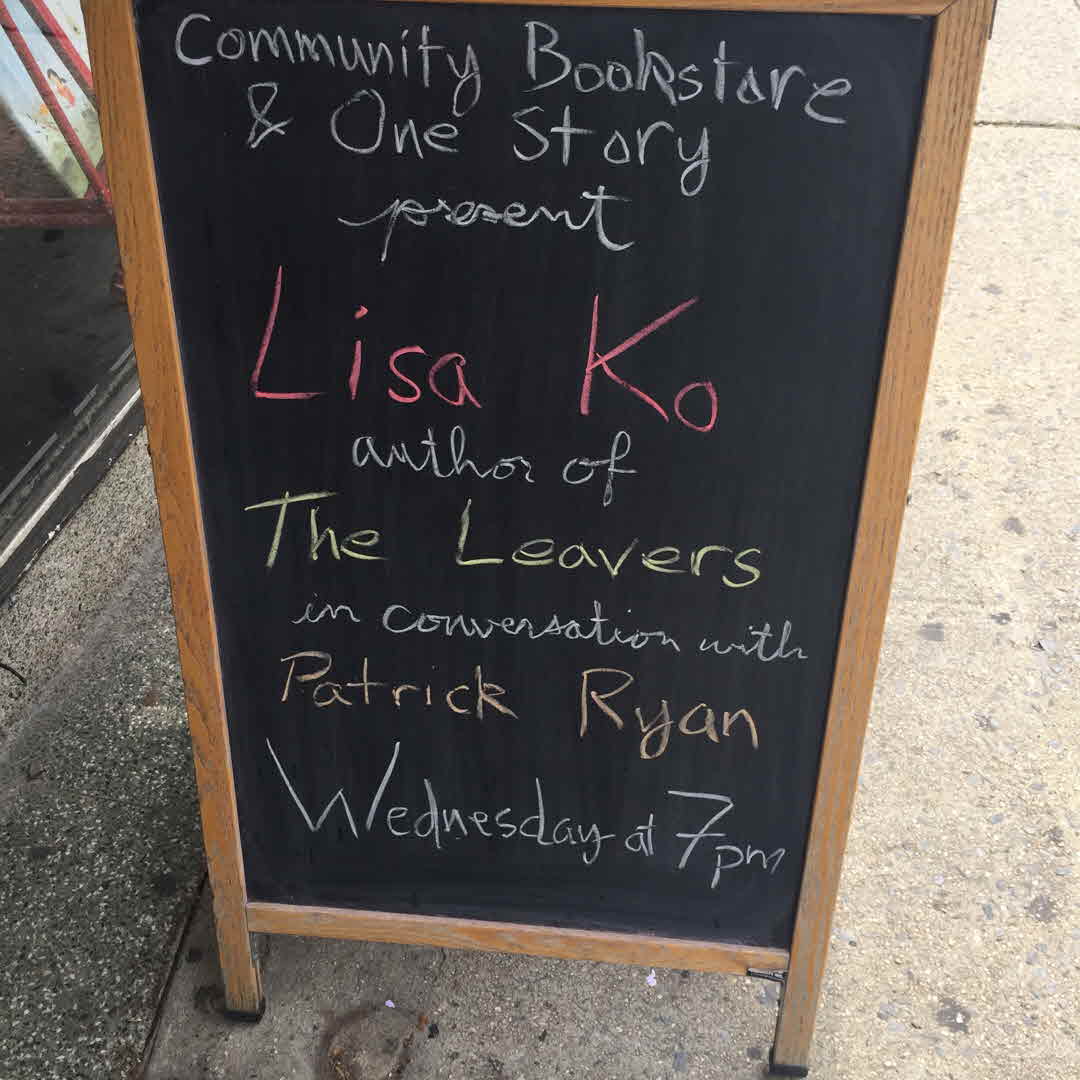 Community Bookstore
& One Story
present
Lisa Ko
author of
The Leavers
in conversation with
Patrick Ryan
Wednesday at 7pm